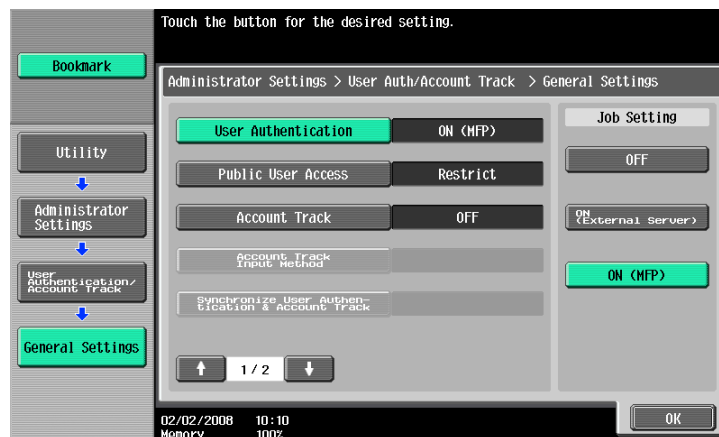 Touch the button for the desired setting.
Bookmark
Administrator Settings > User Auth/Account Track > General Settings
User Authentication
ON (MFP)
Public User Access
Restrict
Account Track
OFF
Account Track
Input Method
Synchronize User Authen-
tication & Account Track
1/2
Job Setting
OFF
ON
(External Server)
ON (MFP)
Utility
Administrator
Settings
User
Authentication/
Account Track
General Settings
02/02/2008 10:10
Memory 100%
OK